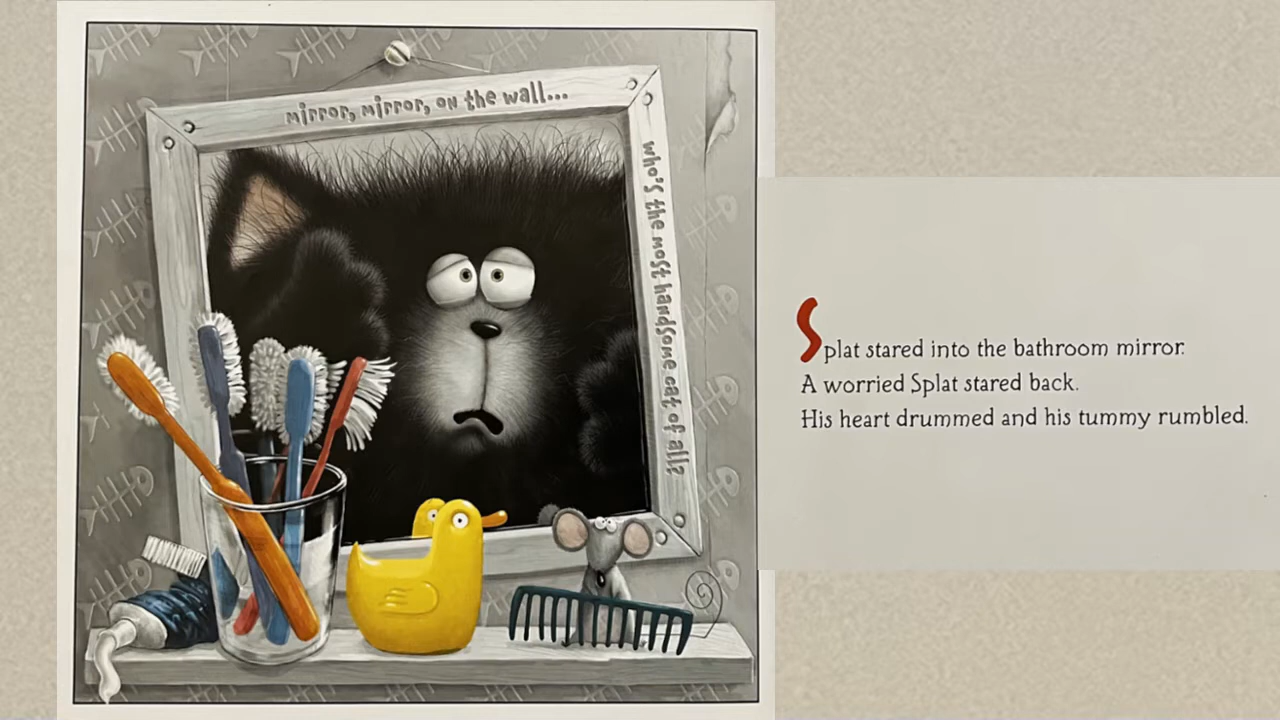 mirror, mirror, on the wall...
who's the most handsome cat of all?
Splat stared into the bathroom mirror.
A worried Splat stared back.
His heart drummed and his tummy rumbled.